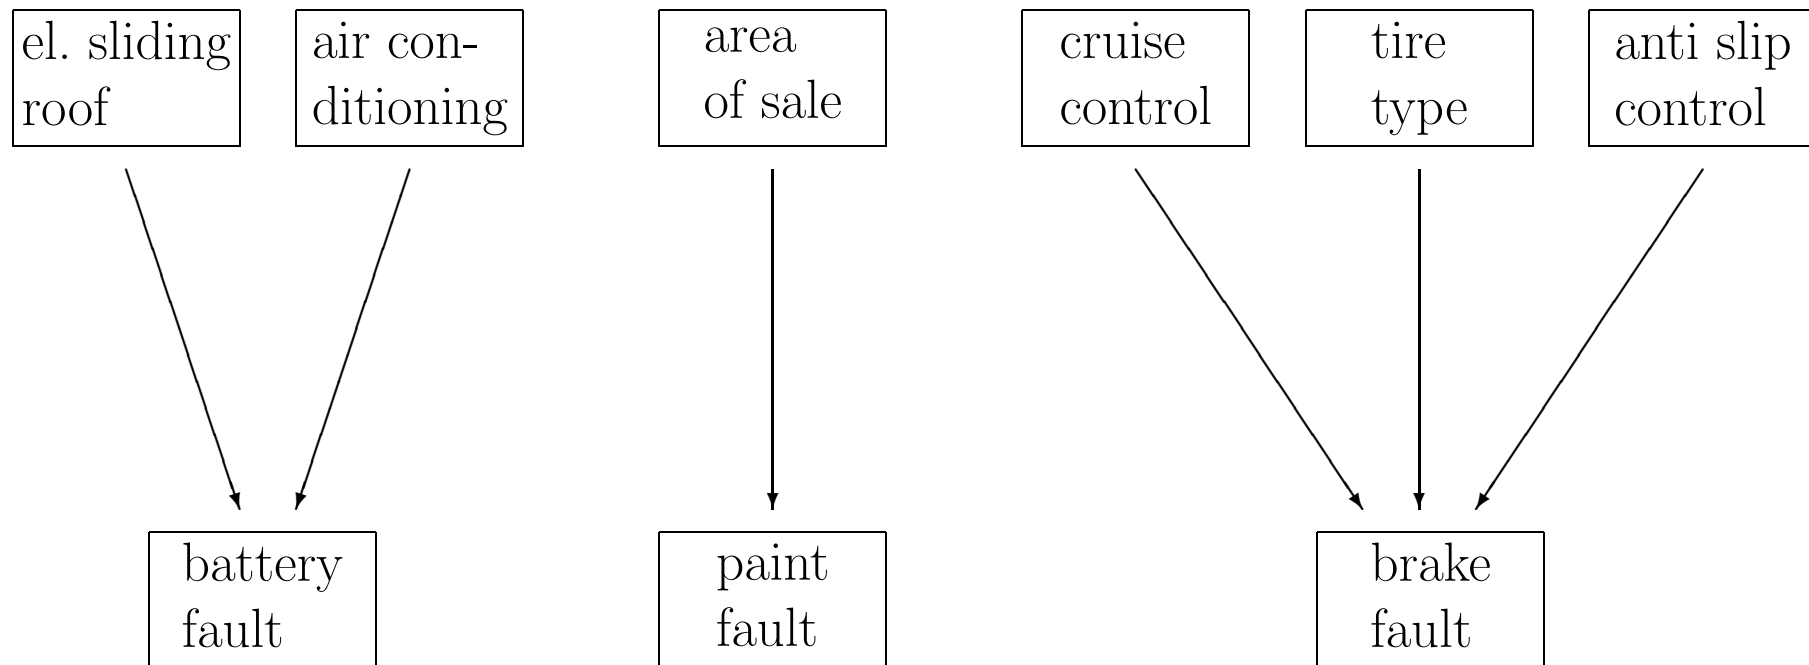 el. sliding
roof
air con-
ditioning
area
of sale
cruise
control
tire
type
anti slip
control
battery
fault
paint
fault
brake
fault